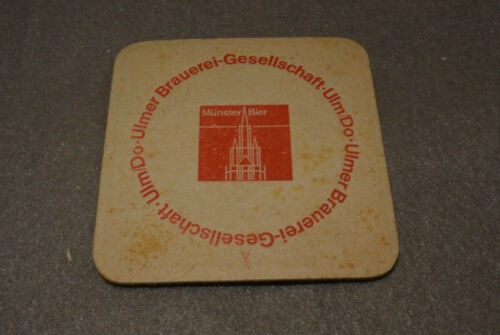 Ulmer Brauerei-Gesellschaft · Ulm/Do · Ulmer Brauerei-Gesellschaft · Ulm/Do ·
Münster Bier